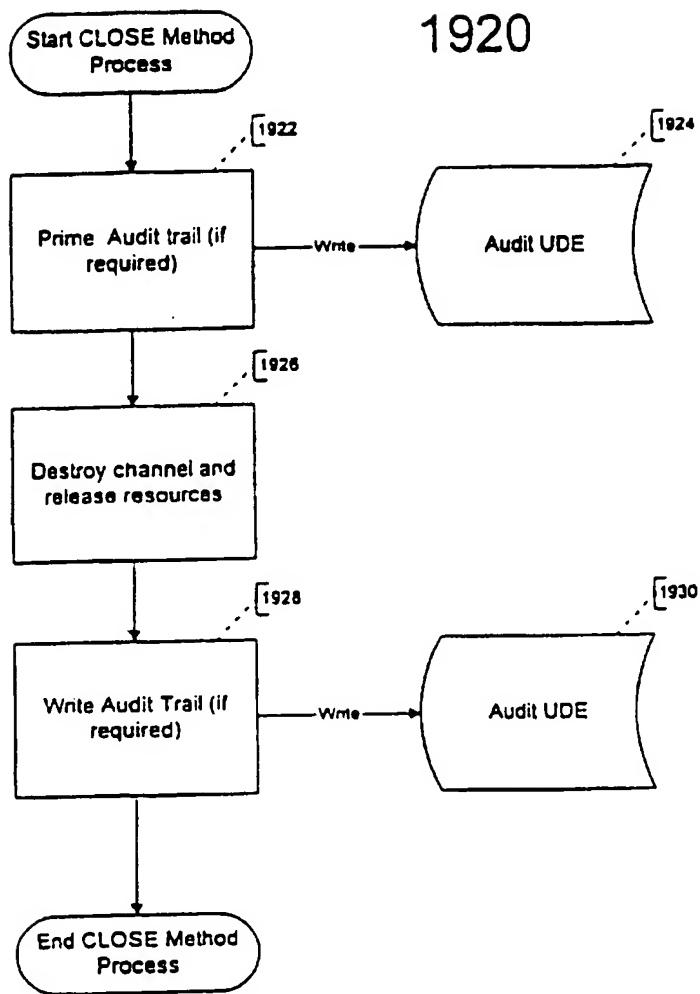 Start CLOSE Method
Process
1920
1922
1924
Prime Audit trail (if
required)
Write
Audit UDE
1926
Destroy channel and
release resources
1928
1930
Write Audit Trail (if
required)
Write
Audit UDE
End CLOSE Method
Process